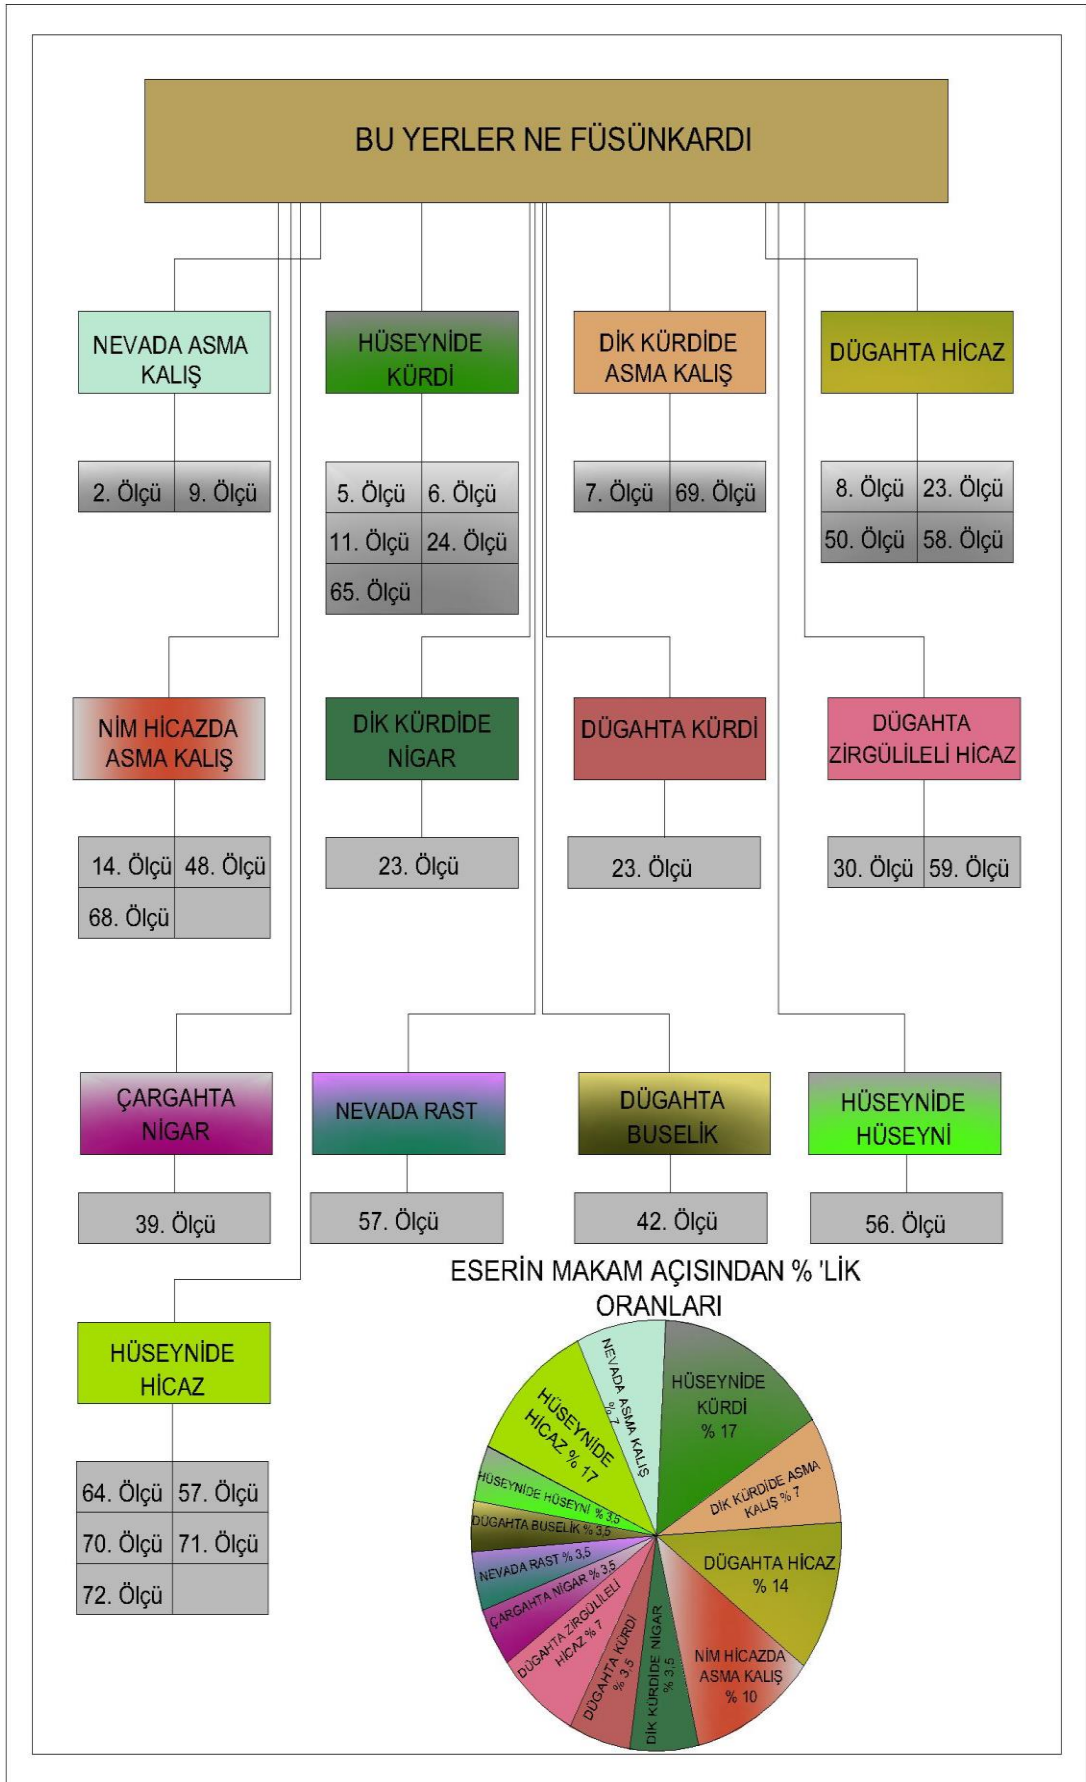 BU YERLER NE FÜSÜNKARDI
NEVADA ASMA
KALIŞ
HÜSEYNİDE
KÜRDİ
DİK KÜRDİDE
ASMA KALIŞ
DÜGAHTA HİCAZ
2. Ölçü 9. Ölçü
5. Ölçü 6. Ölçü
11. Ölçü 24. Ölçü
65. Ölçü
7. Ölçü 69. Ölçü
8. Ölçü 23. Ölçü
50. Ölçü 58. Ölçü
NİM HİCAZDA
ASMA KALIŞ
DİK KÜRDİDE
NİGAR
DÜGAHTA KÜRDİ
DÜGAHTA
ZİRGÜLİLELİ HİCAZ
14. Ölçü 48. Ölçü
68. Ölçü
23. Ölçü
23. Ölçü
30. Ölçü 59. Ölçü
ÇARGAHTA
NİGAR
NEVADA RAST
DÜGAHTA
BUSELİK
HÜSEYNİDE
HÜSEYNİ
39. Ölçü
57. Ölçü
42. Ölçü
56. Ölçü
HÜSEYNİDE
HİCAZ
64. Ölçü 57. Ölçü
70. Ölçü 71. Ölçü
72. Ölçü
ESERİN MAKAM AÇISINDAN % 'LİK
ORANLARI
NEVADA ASMA KALIŞ
% 7
HÜSEYNİDE
KÜRDİ
% 17
DİK KÜRDİDE ASMA
KALIŞ % 7
DÜGAHTA HİCAZ
% 14
NİM HİCAZDA
ASMA KALIŞ
% 10
DİK KÜRDİDE NİGAR
% 3,5
DÜGAHTA KÜRDİ
% 3,5
DÜGAHTA ZİRGÜLİLELİ
HİCAZ % 7
ÇARGAHTA NİGAR % 3,5
NEVADA RAST % 3,5
DÜGAHTA BUSELİK % 3,5
HÜSEYNİDE HÜSEYNİ % 3,5
HÜSEYNİDE
HİCAZ % 17